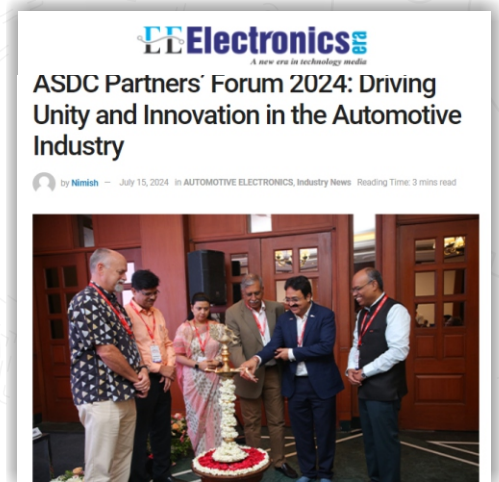 EE Electronics era
A new era in technology media
ASDC Partners' Forum 2024: Driving
Unity and Innovation in the Automotive
Industry
by Nimish — July 15, 2024 in AUTOMOTIVE ELECTRONICS, Industry News Reading Time: 3 mins read